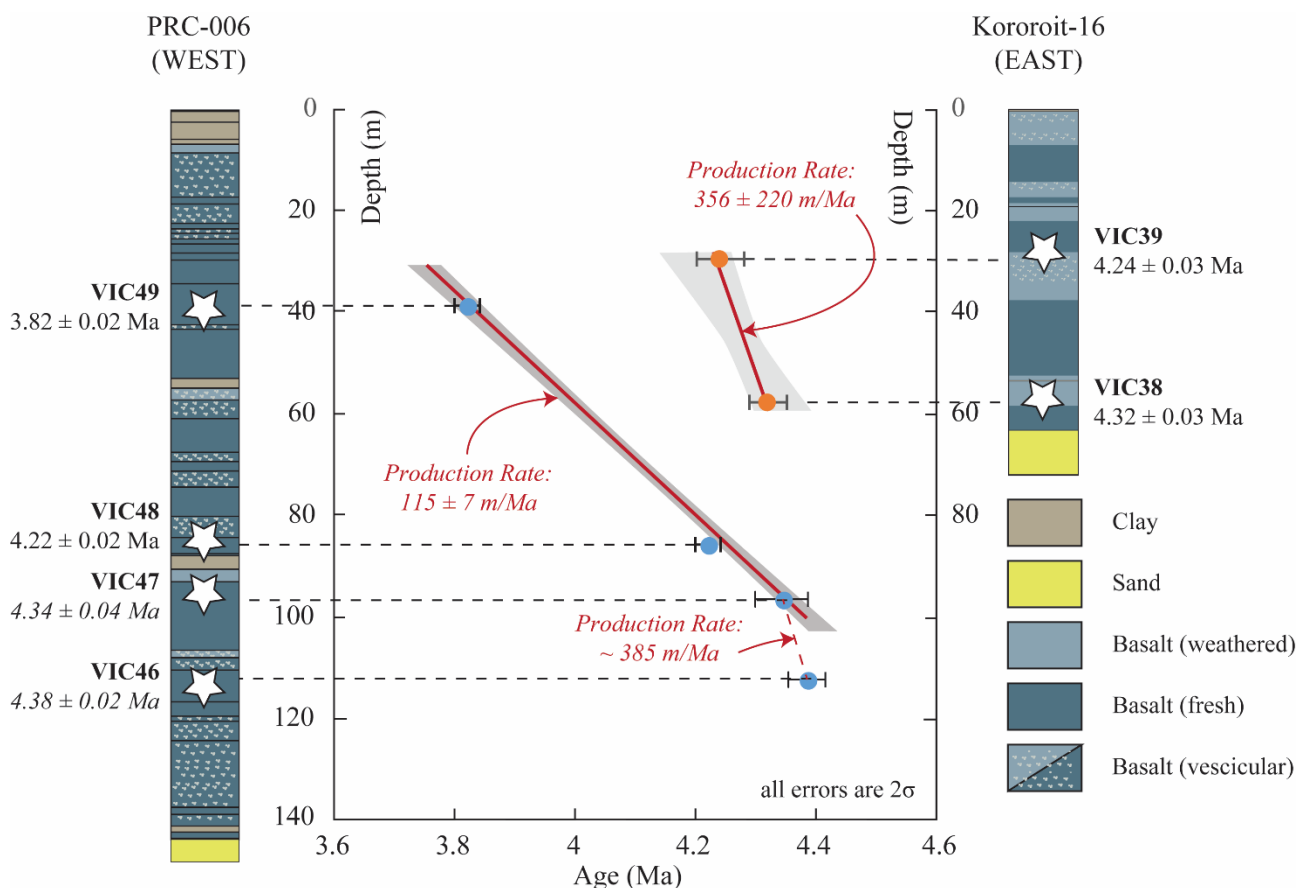 PRC-006
(WEST)
Kororoit-16
(EAST)
VIC49
3.82 ± 0.02 Ma
VIC48
4.22 ± 0.02 Ma
VIC47
4.34 ± 0.04 Ma
VIC46
4.38 ± 0.02 Ma
0
20
40
60
80
100
120
140
Depth (m)
3.6
3.8
4
4.2
4.4
4.6
Age (Ma)
Production Rate:
115 ± 7 m/Ma
Production Rate:
356 ± 220 m/Ma
Production Rate:
~ 385 m/Ma
all errors are 2σ
Depth (m)
0
20
40
60
80
VIC39
4.24 ± 0.03 Ma
VIC38
4.32 ± 0.03 Ma
Clay
Sand
Basalt (weathered)
Basalt (fresh)
Basalt (vescicular)